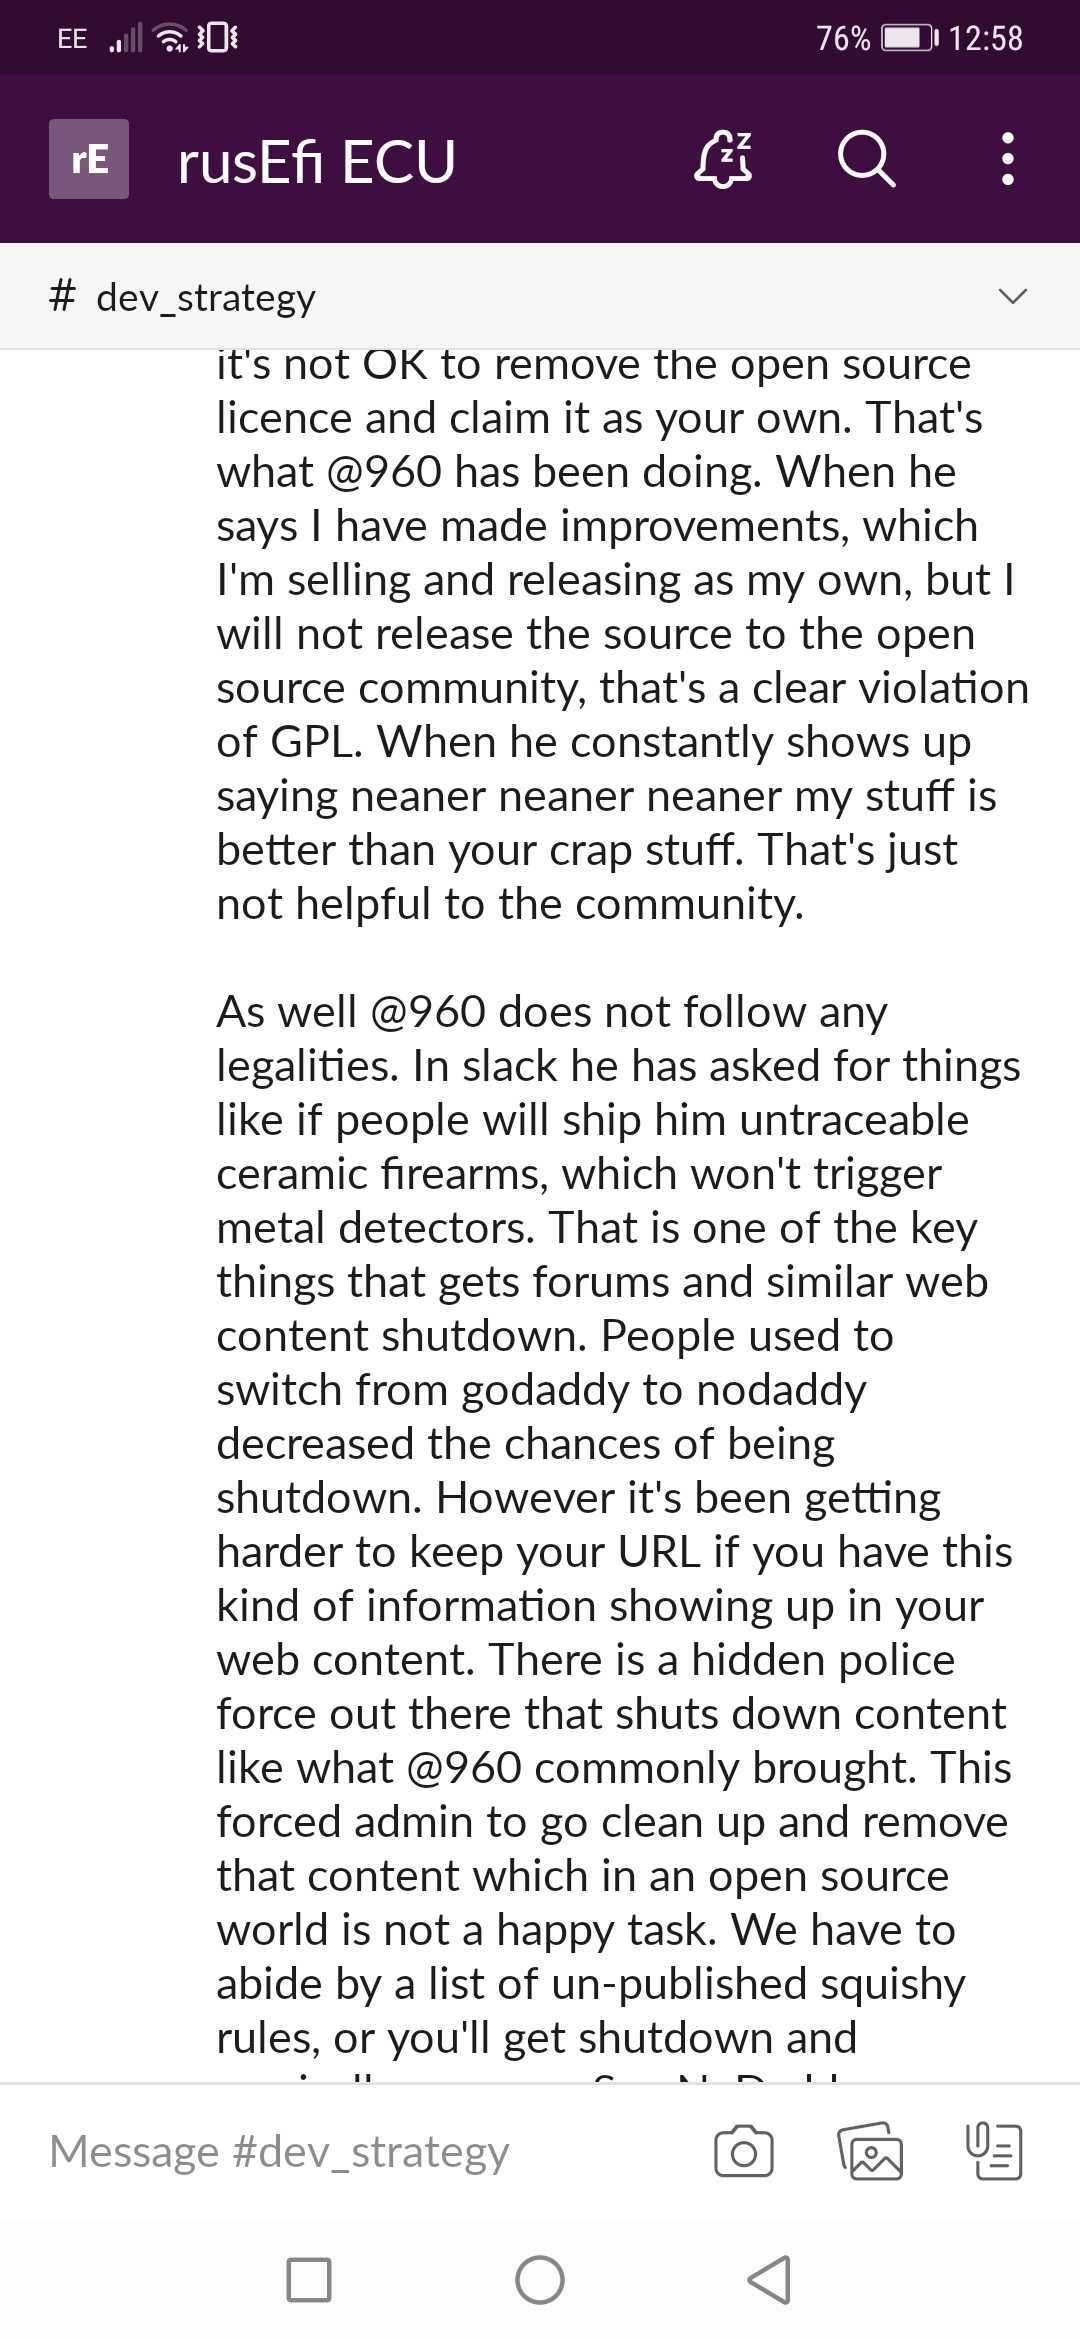 EE 76% 12:58
rE rusEfi ECU
# dev_strategy
it's not OK to remove the open source
licence and claim it as your own. That's
what @960 has been doing. When he
says I have made improvements, which
I'm selling and releasing as my own, but I
will not release the source to the open
source community, that's a clear violation
of GPL. When he constantly shows up
saying neaner neaner neaner my stuff is
better than your crap stuff. That's just
not helpful to the community.
As well @960 does not follow any
legalities. In slack he has asked for things
like if people will ship him untraceable
ceramic firearms, which won't trigger
metal detectors. That is one of the key
things that gets forums and similar web
content shutdown. People used to
switch from godaddy to nodaddy
decreased the chances of being
shutdown. However it's been getting
harder to keep your URL if you have this
kind of information showing up in your
web content. There is a hidden police
force out there that shuts down content
like what @960 commonly brought. This
forced admin to go clean up and remove
that content which in an open source
world is not a happy task. We have to
abide by a list of un-published squishy
rules, or you'll get shutdown and
Message #dev_strategy